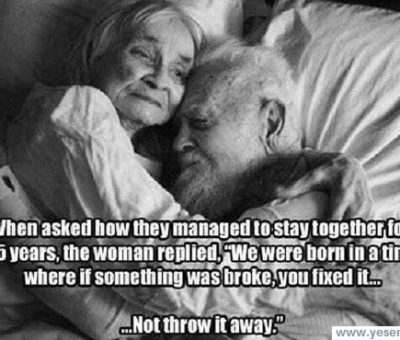 When asked how they managed to stay together fo
5 years, the woman replied, "We were born in a tim
where if something was broke, you fixed it...
...Not throw it away."
www.yeser